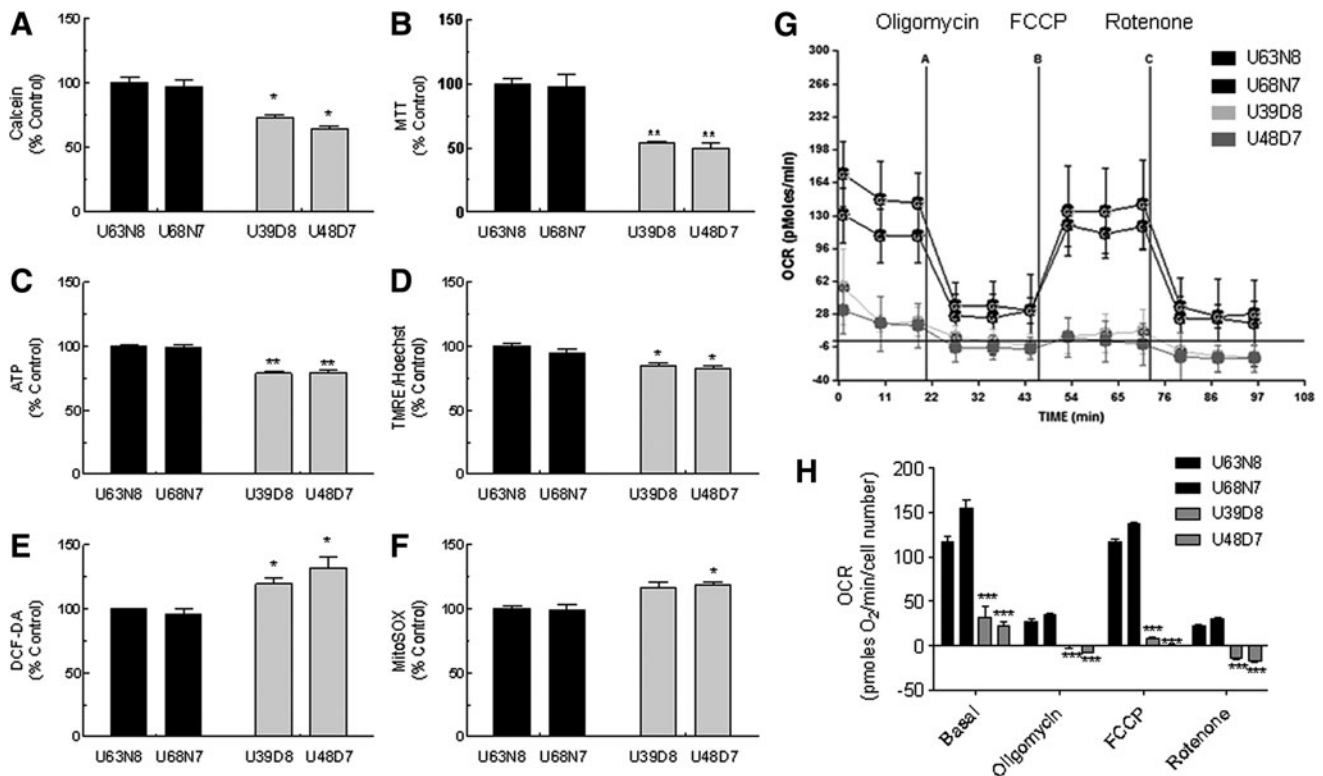 A
150
Calcein
(% Control)
100
50
0
*
*
U63N8 U68N7 U39D8 U48D7
B
150
MTT
(% Control)
100
50
0
**
**
U63N8 U68N7 U39D8 U48D7
C
150
ATP
(% Control)
100
50
0
**
**
U63N8 U68N7 U39D8 U48D7
D
150
TMRE/Hoechst
(% Control)
100
50
0
*
*
U63N8 U68N7 U39D8 U48D7
E
150
DCF-DA
(% Control)
100
50
0
*
*
U63N8 U68N7 U39D8 U48D7
F
150
MitoSOX
(% Control)
100
50
0
*
U63N8 U68N7 U39D8 U48D7
G
Oligomycin FCCP Rotenone
A B C
OCR (pMoles/min)
300
266
232
198
164
130
96
62
28
-6
-40
0 11 22 32 43 54 65 76 86 97 108
TIME (min)
U63N8
U68N7
U39D8
U48D7
H
OCR
(pmoles O2/min/cell number)
200
150
100
50
0
-50
***
***
***
***
***
***
***
***
Basal
Oligomycin
FCCP
Rotenone
U63N8
U68N7
U39D8
U48D7